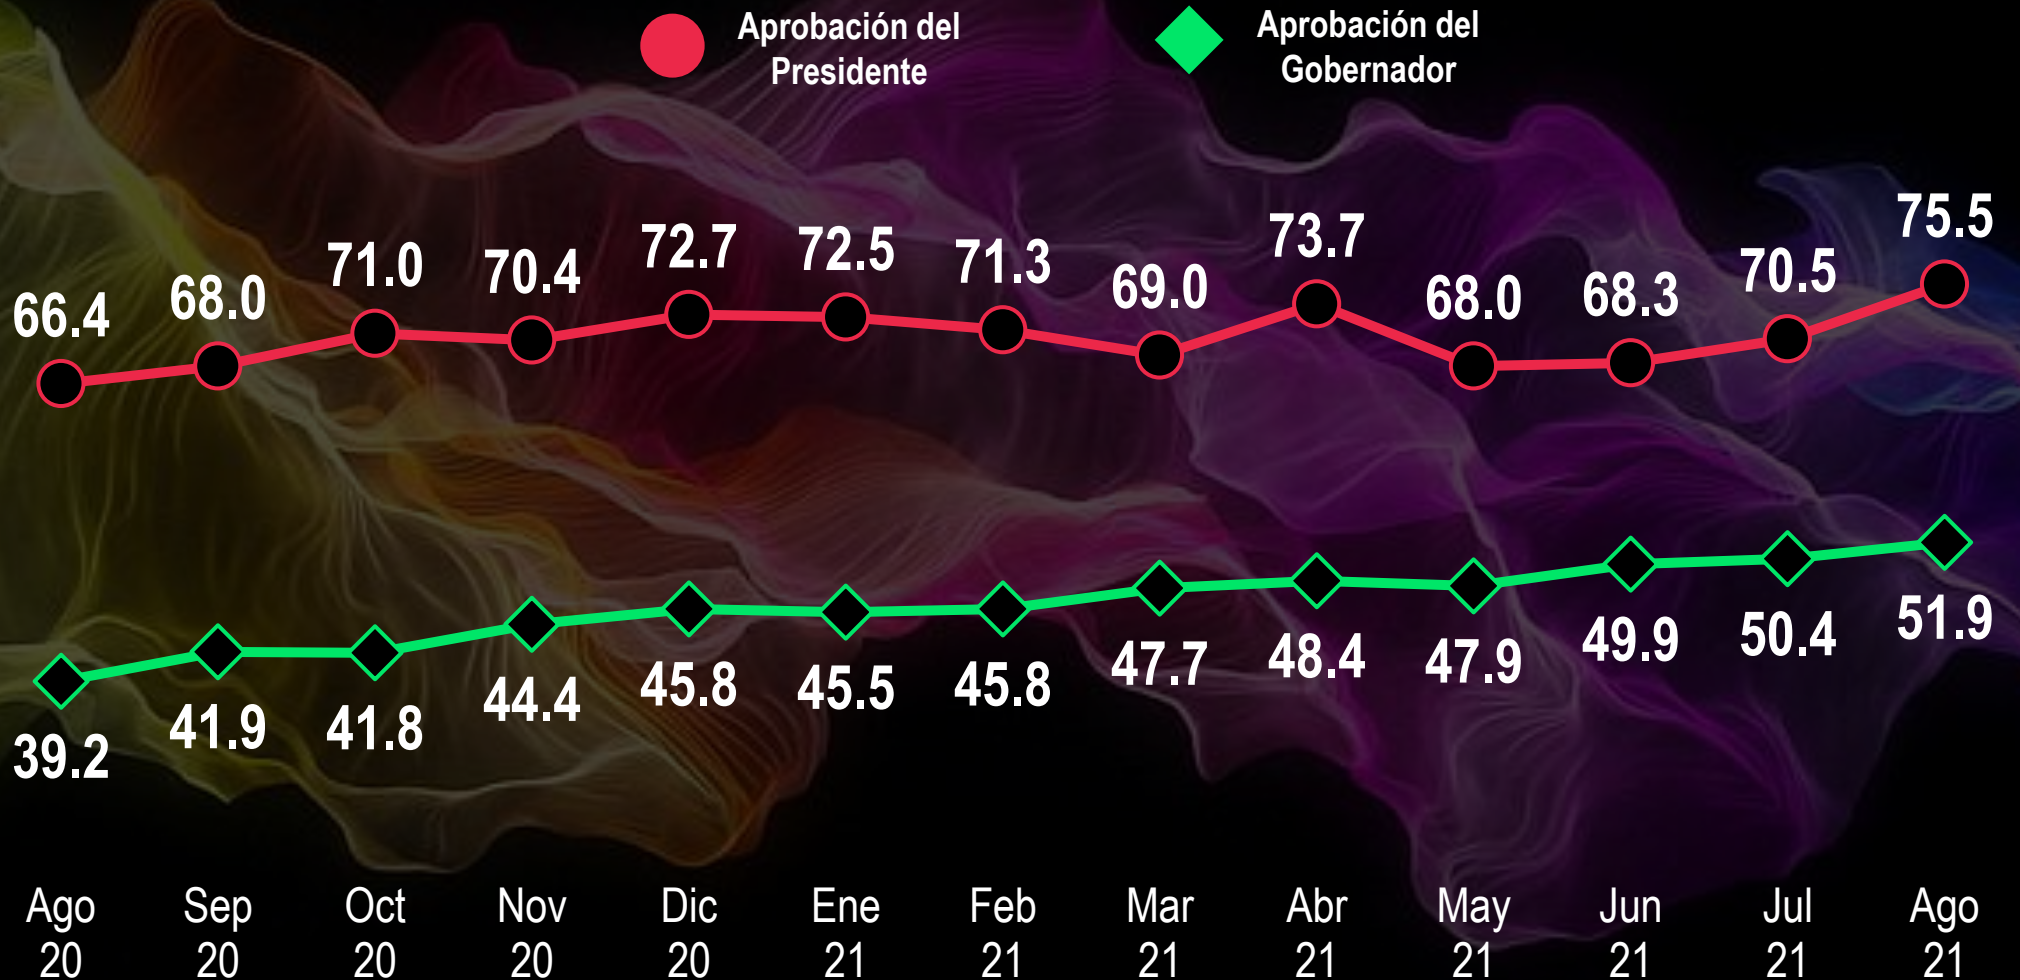 Aprobación del
Presidente
Aprobación del
Gobernador
66.4 68.0 71.0 70.4 72.7 72.5 71.3 69.0 73.7 68.0 68.3 70.5 75.5
39.2 41.9 41.8 44.4 45.8 45.5 45.8 47.7 48.4 47.9 49.9 50.4 51.9
Ago Sep Oct Nov Dic Ene Feb Mar Abr May Jun Jul Ago
20 20 20 20 20 21 21 21 21 21 21 21 21